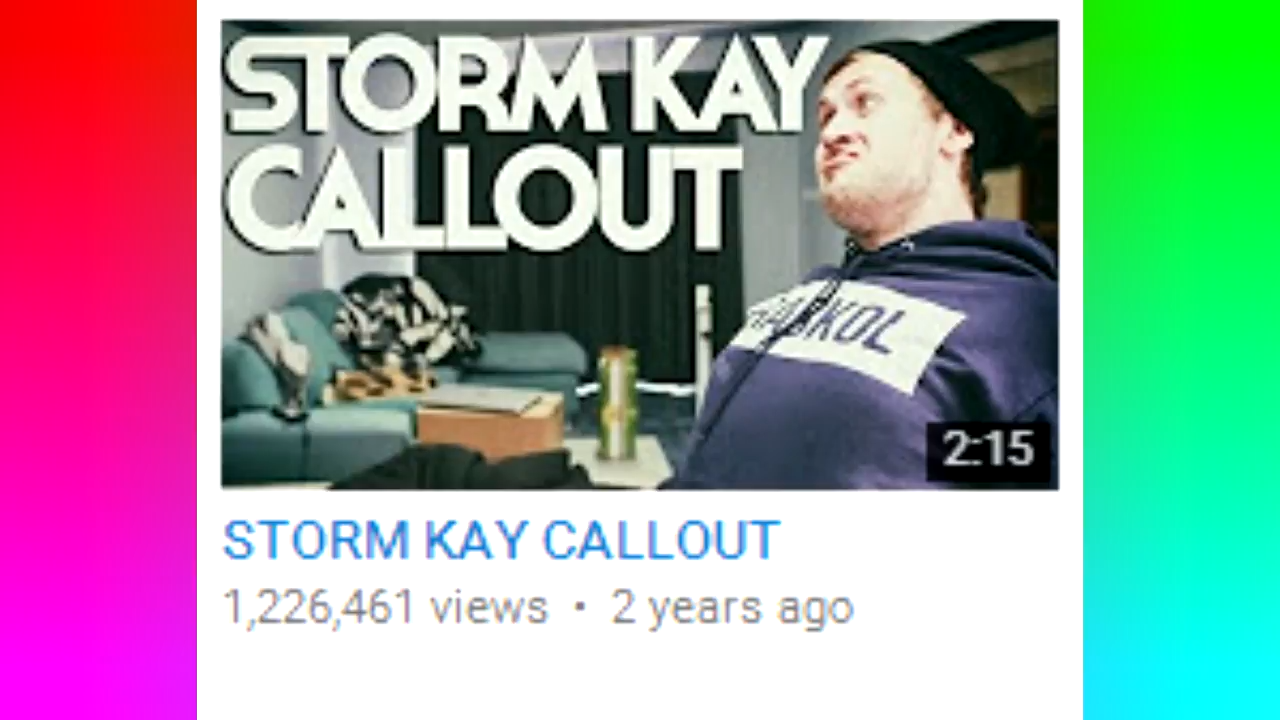 STORM KAY
CALLOUT
2:15
STORM KAY CALLOUT
1,226,461 views • 2 years ago